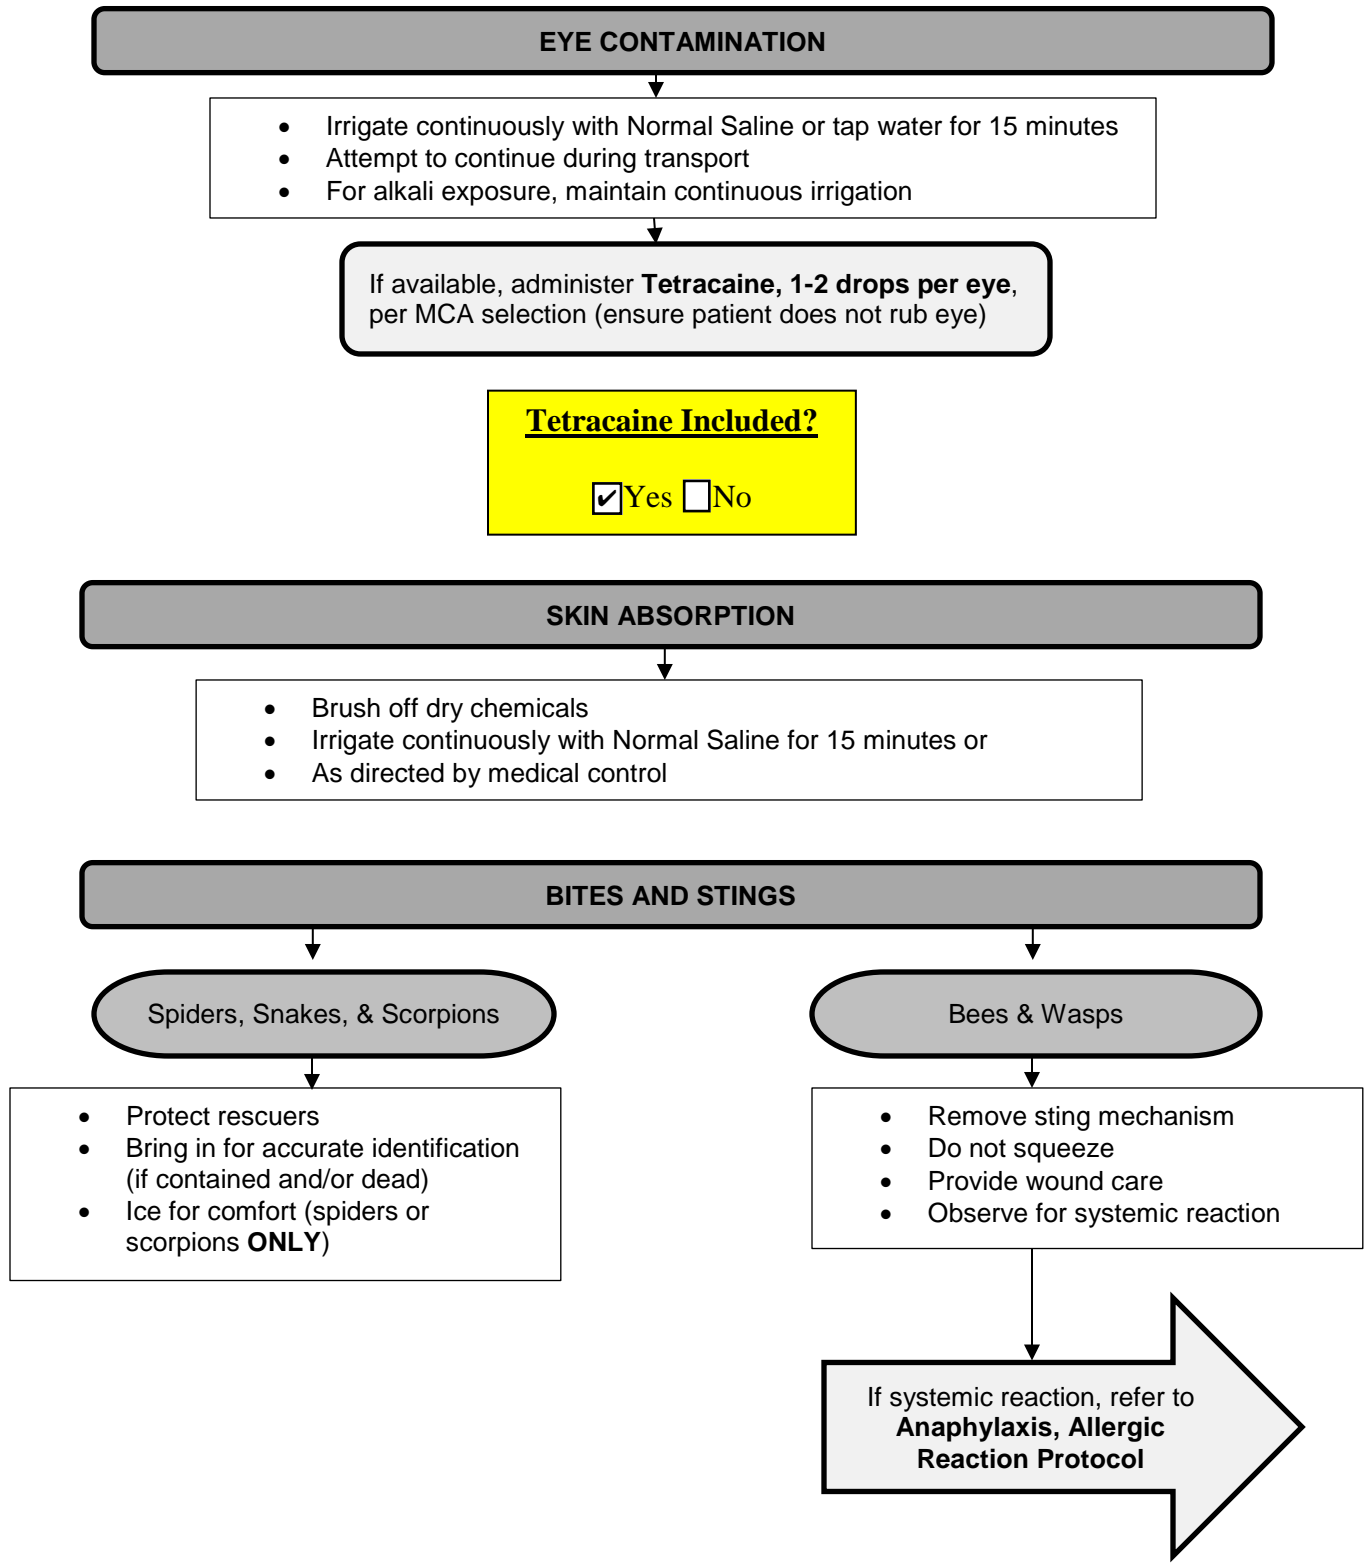 EYE CONTAMINATION
• Irrigate continuously with Normal Saline or tap water for 15 minutes
• Attempt to continue during transport
• For alkali exposure, maintain continuous irrigation
If available, administer Tetracaine, 1-2 drops per eye,
per MCA selection (ensure patient does not rub eye)
Tetracaine Included?
✔Yes ☐No
SKIN ABSORPTION
• Brush off dry chemicals
• Irrigate continuously with Normal Saline for 15 minutes or
• As directed by medical control
BITES AND STINGS
Spiders, Snakes, & Scorpions
• Protect rescuers
• Bring in for accurate identification
(if contained and/or dead)
• Ice for comfort (spiders or
scorpions ONLY)
Bees & Wasps
• Remove sting mechanism
• Do not squeeze
• Provide wound care
• Observe for systemic reaction
If systemic reaction, refer to
Anaphylaxis, Allergic
Reaction Protocol